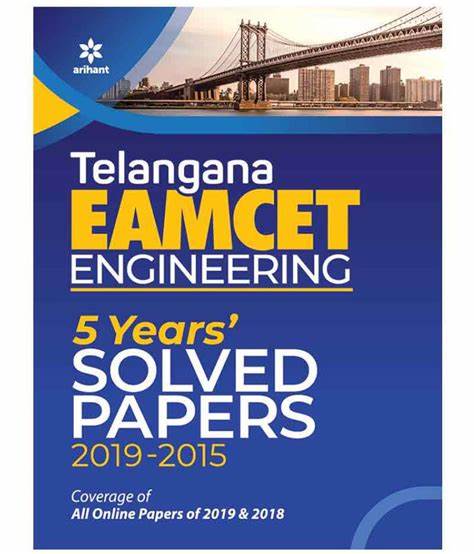 arihant
Telangana
EAMCET
ENGINEERING
5 Years'
SOLVED
PAPERS
2019-2015
Coverage of
All Online Papers of 2019 & 2018